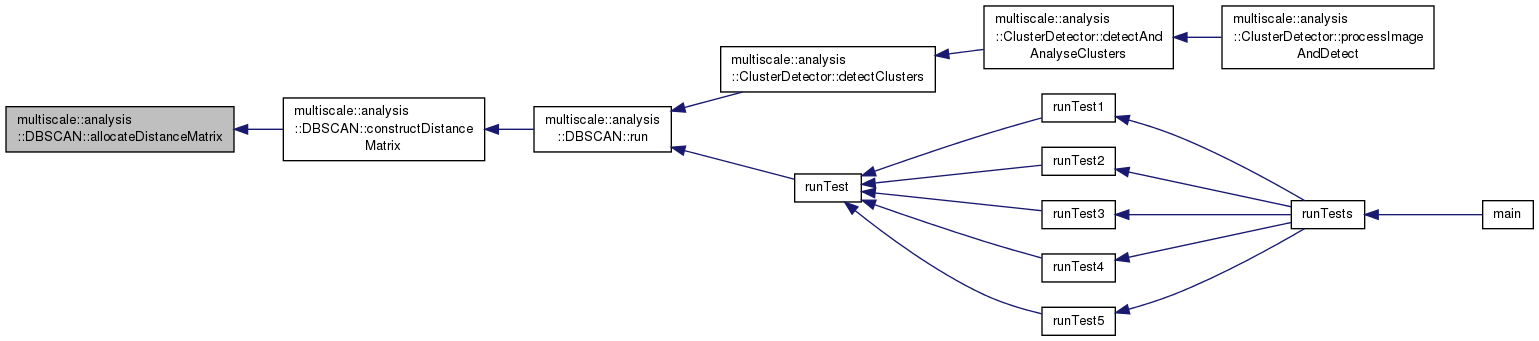 multiscale::analysis
::DBSCAN::allocateDistanceMatrix
multiscale::analysis
::DBSCAN::constructDistance
Matrix
multiscale::analysis
::DBSCAN::run
multiscale::analysis
::ClusterDetector::detectClusters
multiscale::analysis
::ClusterDetector::detectAnd
AnalyseClusters
multiscale::analysis
::ClusterDetector::processImage
AndDetect
runTest
runTest1
runTest2
runTest3
runTest4
runTest5
runTests
main